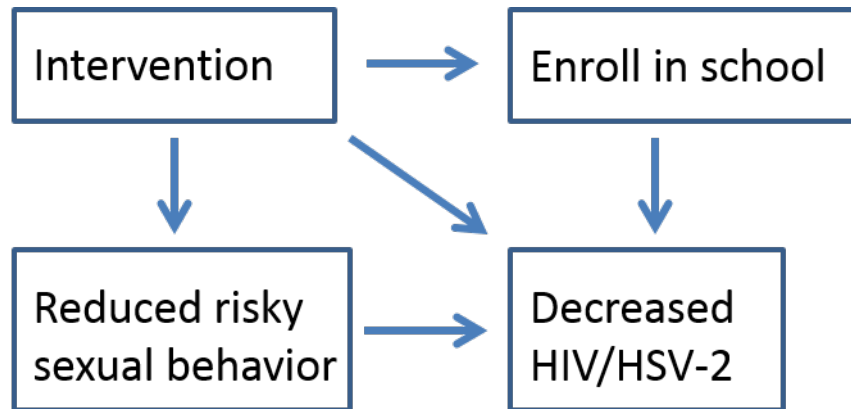 Intervention
Enroll in school
Reduced risky
sexual behavior
Decreased
HIV/HSV-2